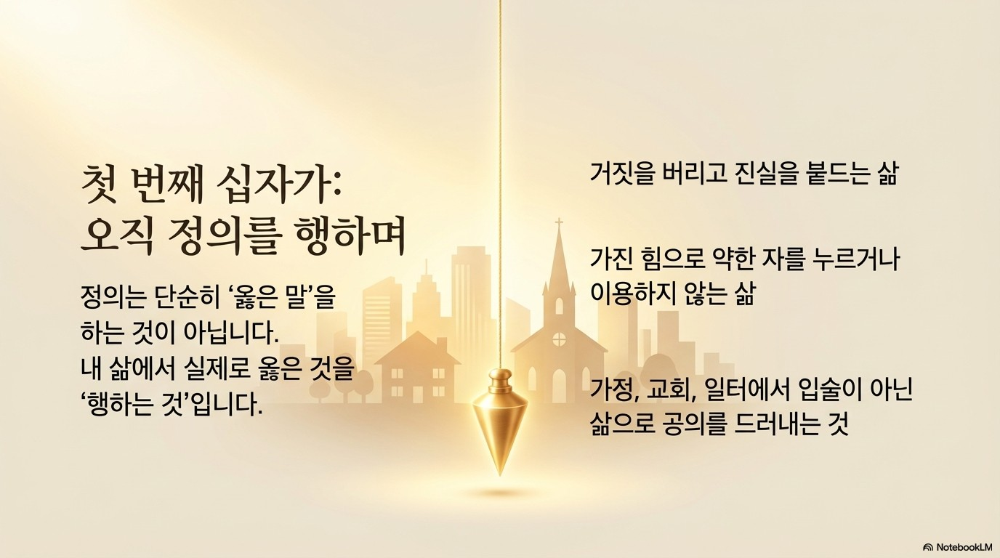 첫 번째 십자가:
오직 정의를 행하며
정의는 단순히 ‘옳은 말’을
하는 것이 아닙니다.
내 삶에서 실제로 옳은 것을
‘행하는 것’입니다.
거짓을 버리고 진실을 붙드는 삶
가진 힘으로 약한 자를 누르거나
이용하지 않는 삶
가정, 교회, 일터에서 입술이 아닌
삶으로 공의를 드러내는 것
NotebookLM